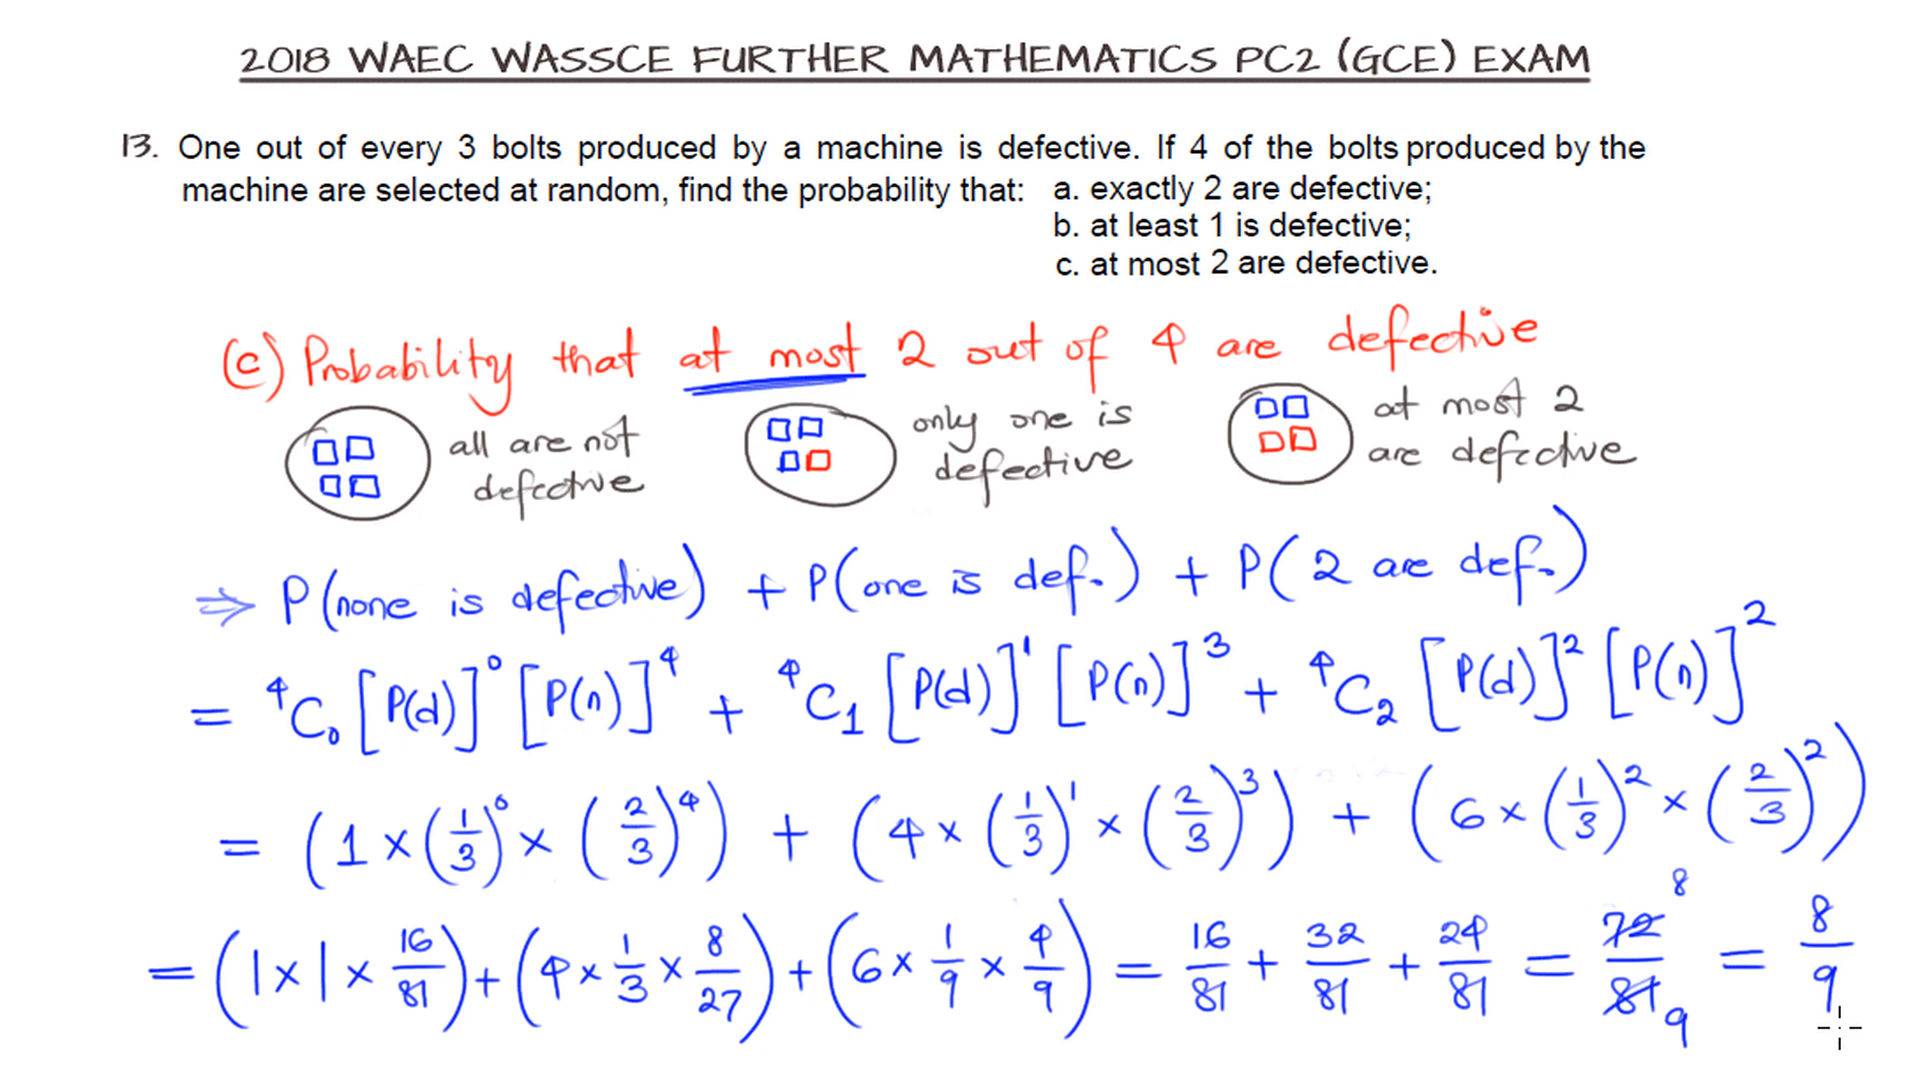 2018 WAEC WASSCE FURTHER MATHEMATICS PC2 (GCE) EXAM
13. One out of every 3 bolts produced by a machine is defective. If 4 of the bolts produced by the
machine are selected at random, find the probability that: a. exactly 2 are defective;
b. at least 1 is defective;
c. at most 2 are defective.
(c) Probability that at most 2 out of 4 are defective
all are not defective
only one is defective
at most 2 are defective
⇒ P(none is defective) + P(one is def.) + P(2 are def.)
= ⁴C₀ [P(d)]⁰ [P(n)]⁴ + ⁴C₁ [P(d)]¹ [P(n)]³ + ⁴C₂ [P(d)]² [P(n)]²
= (1 × (1/3)⁰ × (2/3)⁴) + (4 × (1/3)¹ × (2/3)³) + (6 × (1/3)² × (2/3)²)
= (1 × 1 × 16/81) + (4 × 1/3 × 8/27) + (6 × 1/9 × 4/9) = 16/81 + 32/81 + 24/81 = 72/81 8 9 = 8/9